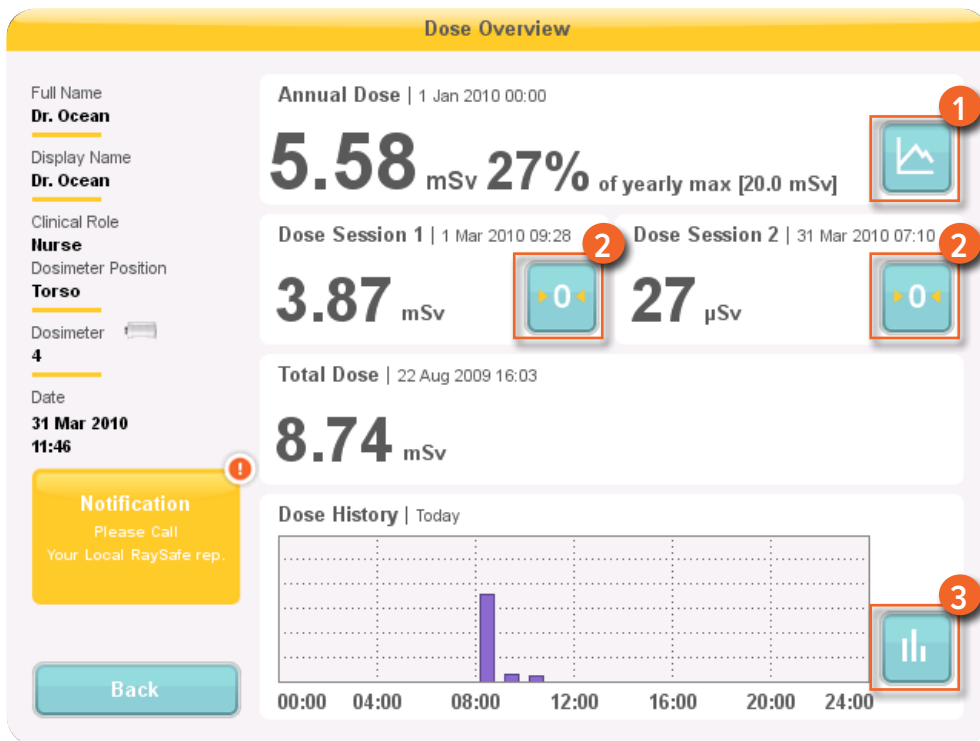 Dose Overview
Full Name
Dr. Ocean
Display Name
Dr. Ocean
Clinical Role
Nurse
Dosimeter Position
Torso
Dosimeter
4
Date
31 Mar 2010
11:46
Notification
Please Call
Your Local RaySafe rep.
Back
Annual Dose | 1 Jan 2010 00:00
5.58 mSv 27% of yearly max [20.0 mSv]
1
Dose Session 1 | 1 Mar 2010 09:28
3.87 mSv
0
2
Dose Session 2 | 31 Mar 2010 07:10
27 µSv
0
2
Total Dose | 22 Aug 2009 16:03
8.74 mSv
Dose History | Today
3
00:00 04:00 08:00 12:00 16:00 20:00 24:00